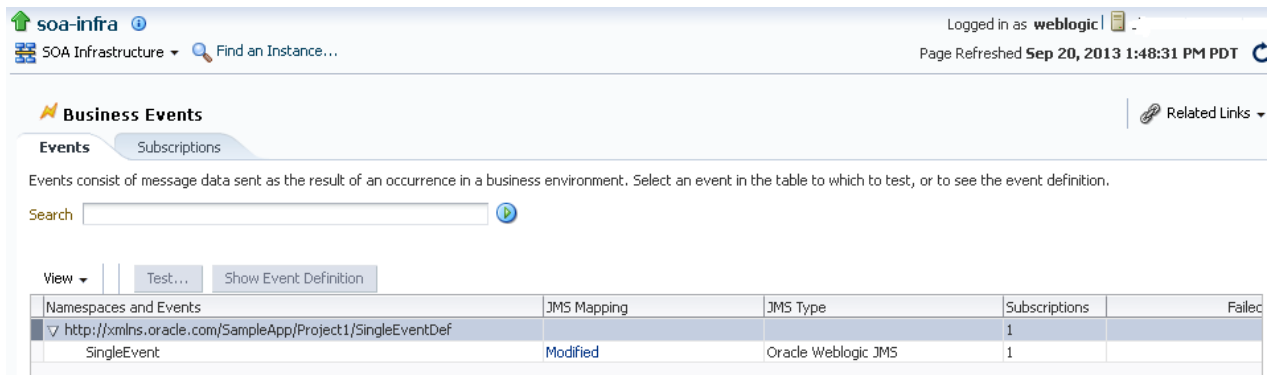 soa-infra
Logged in as weblogic
SOA Infrastructure Find an Instance...
Page Refreshed Sep 20, 2013 1:48:31 PM PDT
Business Events
Related Links
Events Subscriptions
Events consist of message data sent as the result of an occurrence in a business environment. Select an event in the table to which to test, or to see the event definition.
Search
View Test... Show Event Definition
Namespaces and Events JMS Mapping JMS Type Subscriptions
http://xmlns.oracle.com/SampleApp/Project1/SingleEventDef 1
SingleEvent Modified Oracle Weblogic JMS 1